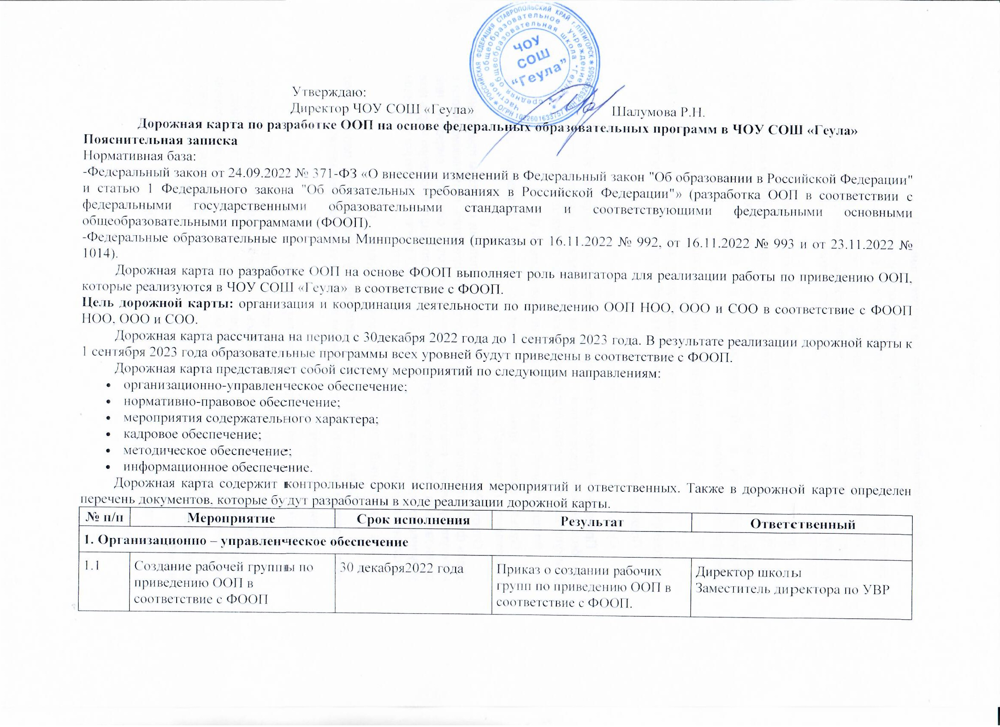 РОССИЙСКАЯ ФЕДЕРАЦИЯ СТАВРОПОЛЬСКИЙ КРАЙ г.ПЯТИГОРСК
ОГРН 1022601633757
Частное общеобразовательное учреждение
средняя общеобразовательная школа "Геула"
ЧОУ
СОШ
“Геула”
Утверждаю:
Директор ЧОУ СОШ «Геула» Шалумова Р.Н.
Дорожная карта по разработке ООП на основе федеральных образовательных программ в ЧОУ СОШ «Геула»
Пояснительная записка
Нормативная база:
-Федеральный закон от 24.09.2022 № 371-ФЗ «О внесении изменений в Федеральный закон "Об образовании в Российской Федерации"
и статью 1 Федерального закона "Об обязательных требованиях в Российской Федерации"» (разработка ООП в соответствии с
федеральными государственными образовательными стандартами и соответствующими федеральными основными
общеобразовательными программами (ФООП).
-Федеральные образовательные программы Минпросвещения (приказы от 16.11.2022 № 992, от 16.11.2022 № 993 и от 23.11.2022 №
1014).
Дорожная карта по разработке ООП на основе ФООП выполняет роль навигатора для реализации работы по приведению ООП,
которые реализуются в ЧОУ СОШ «Геула» в соответствие с ФООП.
Цель дорожной карты: организация и координация деятельности по приведению ООП НОО, ООО и СОО в соответствие с ФООП
НОО, ООО и СОО.
Дорожная карта рассчитана на период с 30декабря 2022 года до 1 сентября 2023 года. В результате реализации дорожной карты к
1 сентября 2023 года образовательные программы всех уровней будут приведены в соответствие с ФООП.
Дорожная карта представляет собой систему мероприятий по следующим направлениям:
• организационно-управленческое обеспечение;
• нормативно-правовое обеспечение;
• мероприятия содержательного характера;
• кадровое обеспечение;
• методическое обеспечение;
• информационное обеспечение.
Дорожная карта содержит контрольные сроки исполнения мероприятий и ответственных. Также в дорожной карте определен
перечень документов, которые будут разработаны в ходе реализации дорожной карты.
№ п/п Мероприятие Срок исполнения Результат Ответственный
1. Организационно – управленческое обеспечение
1.1 Создание рабочей группы по 30 декабря2022 года Приказ о создании рабочих Директор школы
приведению ООП в групп по приведению ООП в Заместитель директора по УВР
соответствие с ФООП соответствие с ФООП.